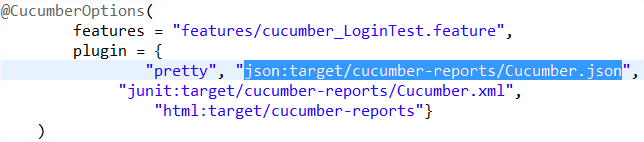 @CucumberOptions(
features = "features/cucumber_LoginTest.feature",
plugin = {
"pretty", "json:target/cucumber-reports/Cucumber.json",
"junit:target/cucumber-reports/Cucumber.xml",
"html:target/cucumber-reports"}
)